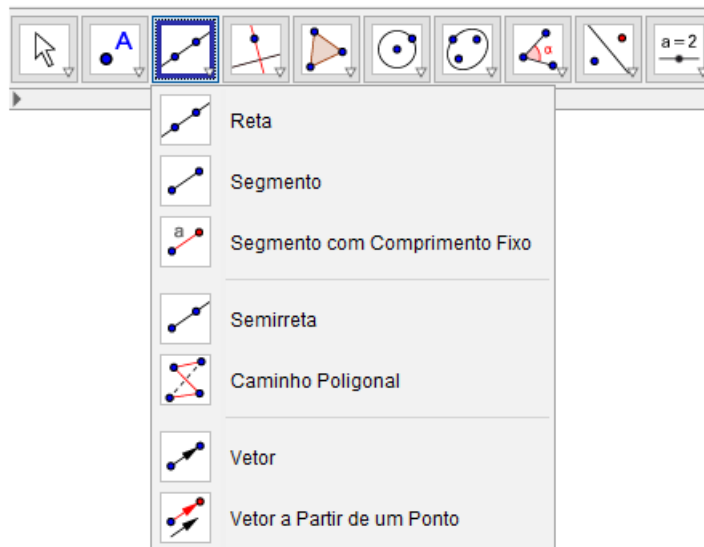 A
α
a=2
Reta
Segmento
a
Segmento com Comprimento Fixo
Semirreta
Caminho Poligonal
Vetor
Vetor a Partir de um Ponto